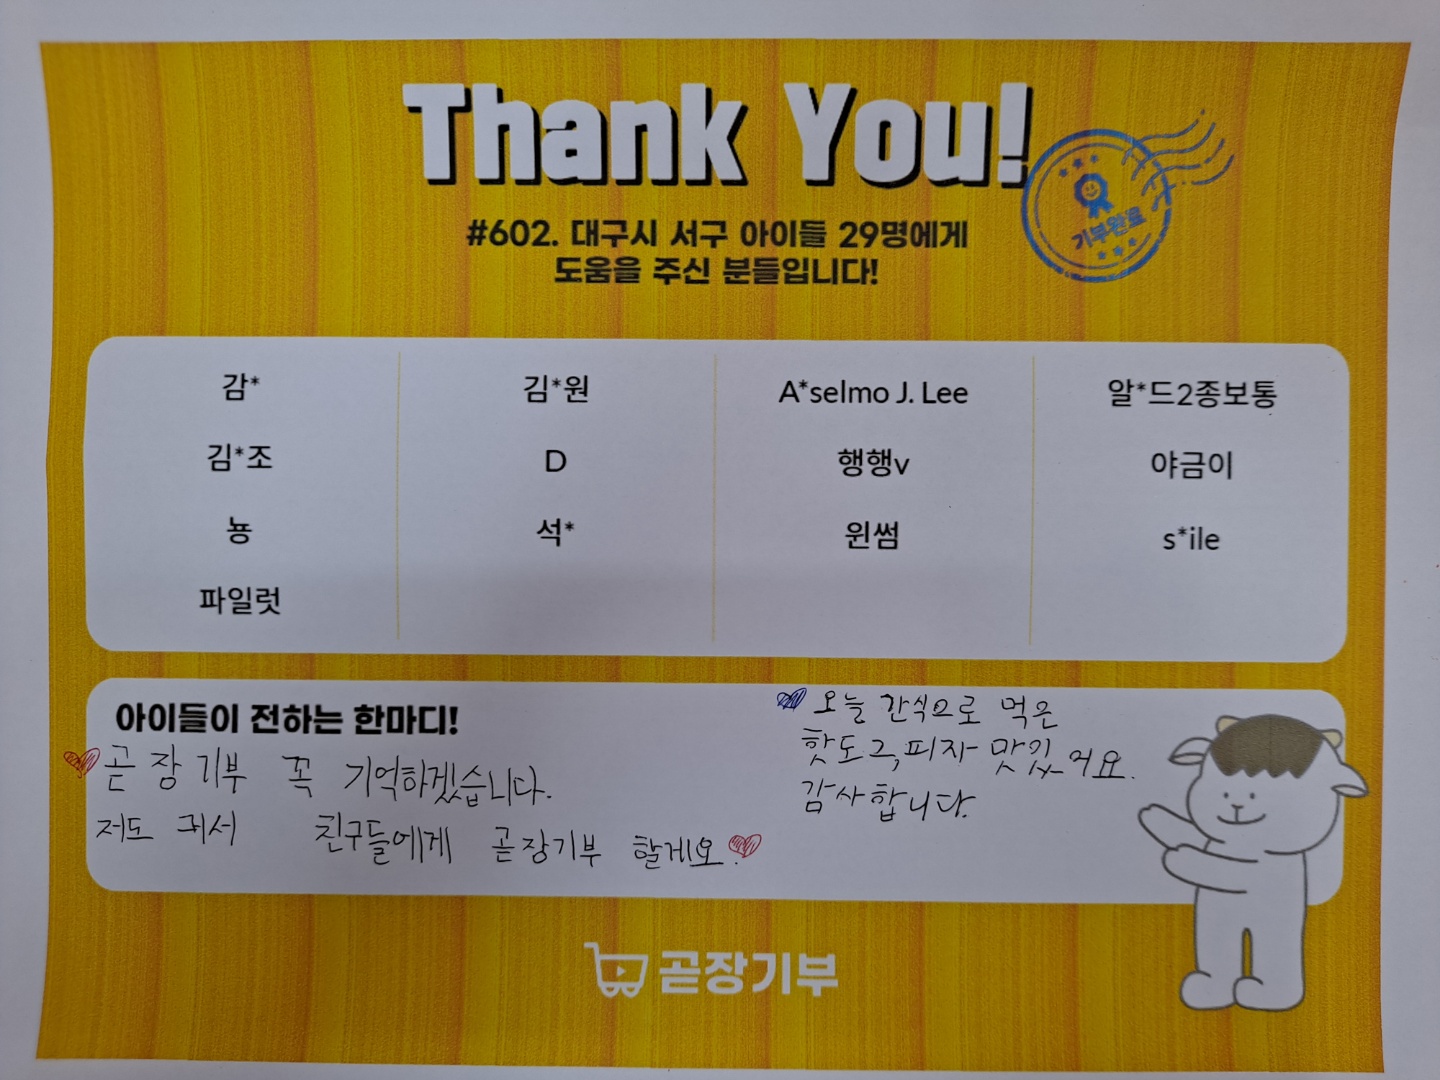 Thank You!
기부완료
#602. 대구시 서구 아이들 29명에게
도움을 주신 분들입니다!
감* 김*원 A*selmo J. Lee 알*드2종보통
김*조 D 행행v 야금이
뇽 석* 윈썸 s*ile
파일럿
아이들이 전하는 한마디!
곧장기부 꼭 기억하겠습니다.
저도 커서 친구들에게 곧장기부 할게요.
오늘 간식으로 먹은
핫도그,피자 맛있어요.
감사합니다.
곧장기부